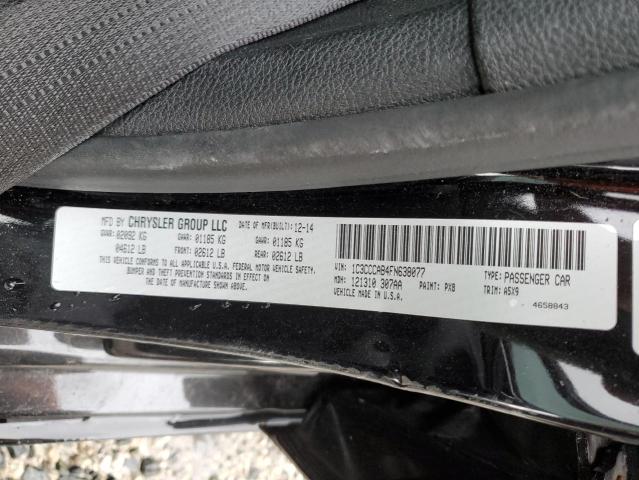 MFD BY CHRYSLER GROUP LLC DATE OF MFR(BUILT): 12-14
GVWR: 02092 KG GAWR: 01185 KG GAWR: 01185 KG
04612 LB FRONT: 02612 LB REAR: 02612 LB
THIS VEHICLE CONFORMS TO ALL APPLICABLE U.S.A. FEDERAL MOTOR VEHICLE SAFETY,
BUMPER AND THEFT PREVENTION STANDARDS IN EFFECT ON
THE DATE OF MANUFACTURE SHOWN ABOVE.
VIN: 1C3CCCAB4FN638077 TYPE: PASSENGER CAR
MDH: 121310 307AA PAINT: PX8 TRIM: A5X9
VEHICLE MADE IN U.S.A. 4658843